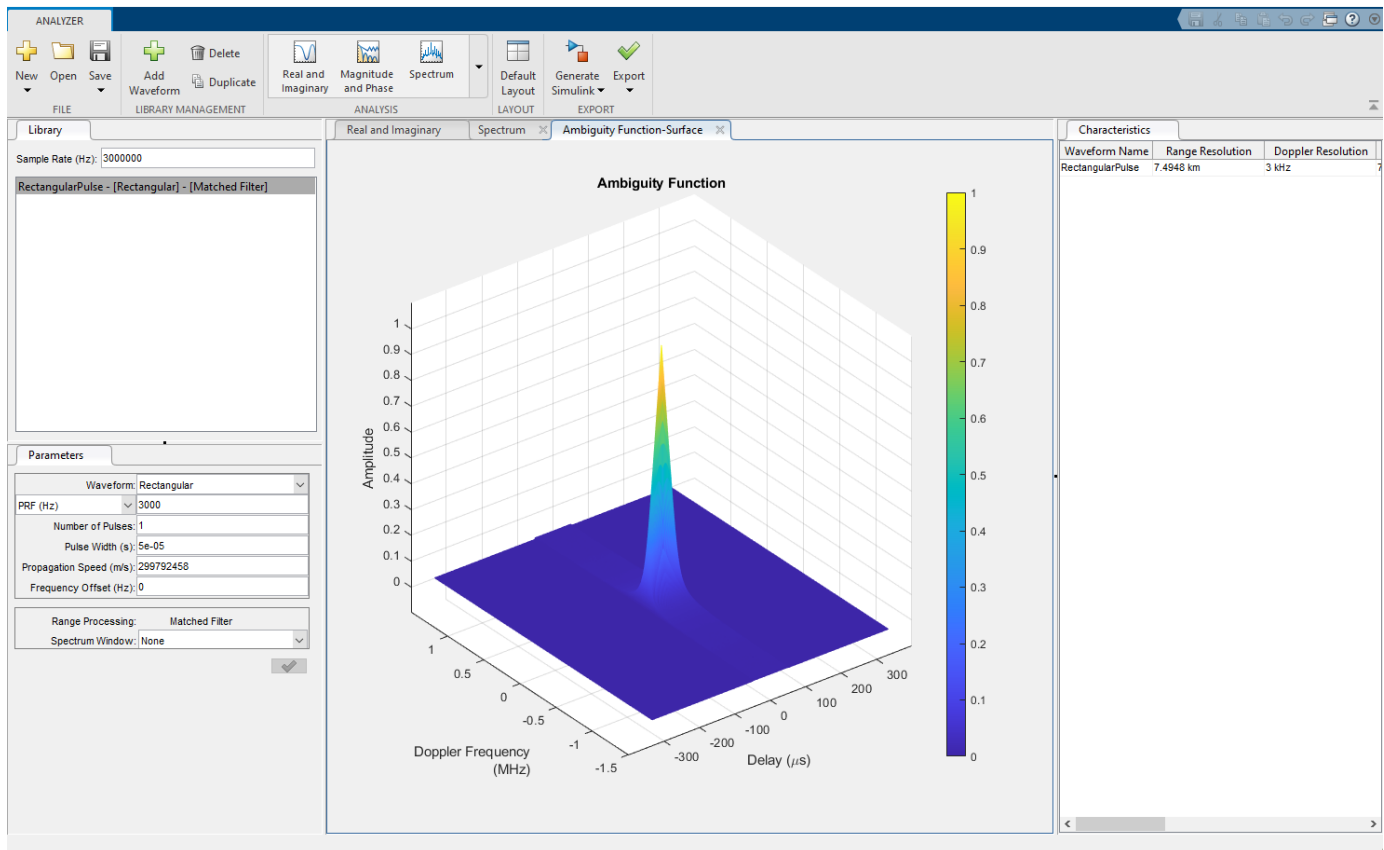 ANALYZER
New
Open
Save
Add
Waveform
Delete
Duplicate
Real and
Imaginary
Magnitude
and Phase
Spectrum
Default
Layout
Generate
Simulink
Export
FILE
LIBRARY MANAGEMENT
ANALYSIS
LAYOUT
EXPORT
Library
Sample Rate (Hz): 3000000
RectangularPulse - [Rectangular] - [Matched Filter]
Parameters
Waveform: Rectangular
PRF (Hz) 3000
Number of Pulses: 1
Pulse Width (s): 5e-05
Propagation Speed (m/s): 299792458
Frequency Offset (Hz): 0
Range Processing: Matched Filter
Spectrum Window: None
Real and Imaginary
Spectrum
Ambiguity Function-Surface
Ambiguity Function
1
0.9
0.8
0.7
0.6
0.5
0.4
0.3
0.2
0.1
0
Amplitude
1
0.5
0
-0.5
-1
-1.5
Doppler Frequency
(MHz)
-300
-200
-100
0
100
200
300
Delay (μs)
1
0.9
0.8
0.7
0.6
0.5
0.4
0.3
0.2
0.1
0
Characteristics
Waveform Name Range Resolution Doppler Resolution
RectangularPulse 7.4948 km 3 kHz 7